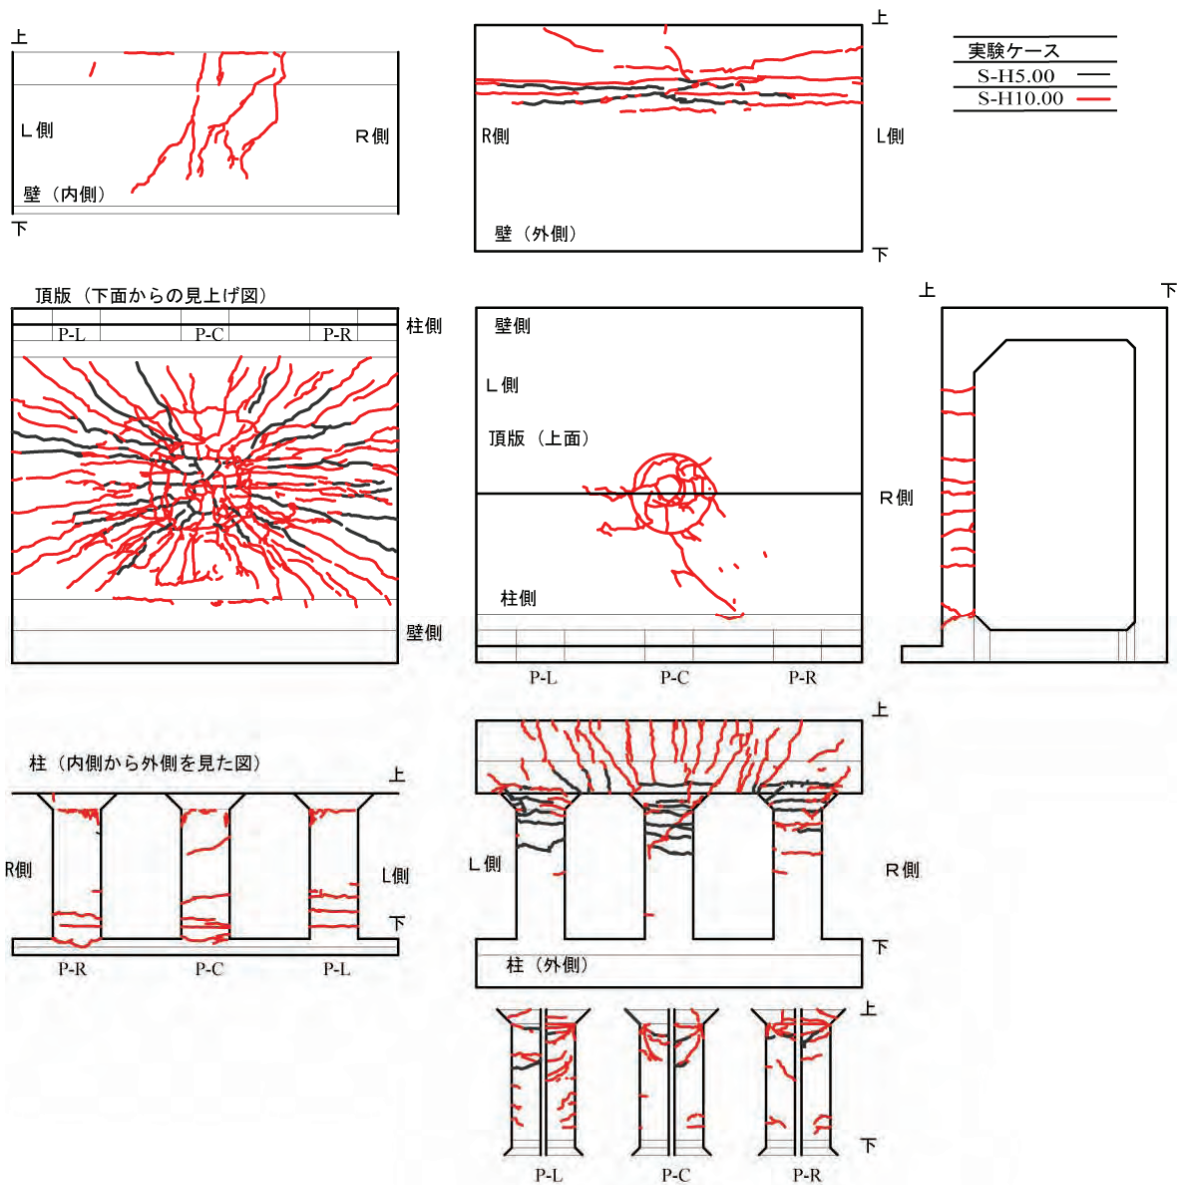 上
L側
R側
壁（内側）
下
上
R側
L側
壁（外側）
下
実験ケース
S-H5.00
S-H10.00
頂版（下面からの見上げ図）
P-L
P-C
P-R
柱側
壁側
壁側
L側
頂版（上面）
柱側
P-L
P-C
P-R
上
下
R側
柱（内側から外側を見た図）
上
R側
L側
下
P-R
P-C
P-L
上
L側
R側
下
柱（外側）
上
下
P-L
P-C
P-R